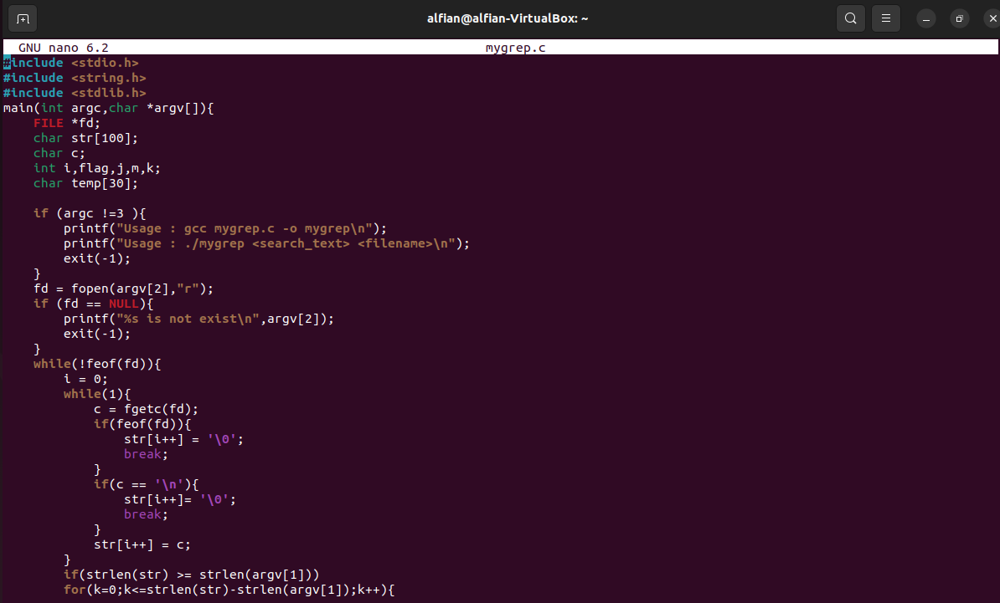 alfian@alfian-VirtualBox: ~
GNU nano 6.2 mygrep.c
#include <stdio.h>
#include <string.h>
#include <stdlib.h>
main(int argc,char *argv[]){
    FILE *fd;
    char str[100];
    char c;
    int i,flag,j,m,k;
    char temp[30];

    if (argc !=3 ){
        printf("Usage : gcc mygrep.c -o mygrep\n");
        printf("Usage : ./mygrep <search_text> <filename>\n");
        exit(-1);
    }
    fd = fopen(argv[2],"r");
    if (fd == NULL){
        printf("%s is not exist\n",argv[2]);
        exit(-1);
    }
    while(!feof(fd)){
        i = 0;
        while(1){
            c = fgetc(fd);
            if(feof(fd)){
                str[i++] = '\0';
                break;
            }
            if(c == '\n'){
                str[i++]= '\0';
                break;
            }
            str[i++] = c;
        }
        if(strlen(str) >= strlen(argv[1]))
        for(k=0;k<=strlen(str)-strlen(argv[1]);k++){